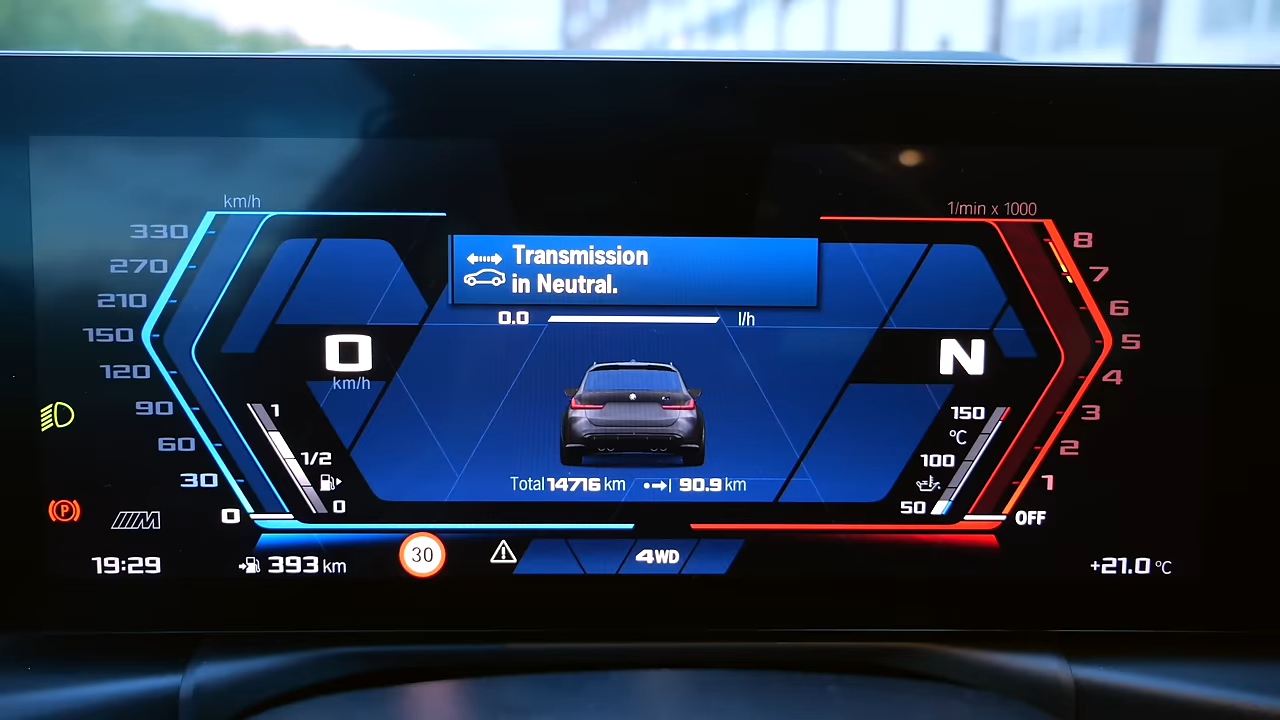 km/h
1/min x 1000
330
270
210
150
120
90
60
30
0
Transmission
in Neutral.
0.0 l/h
0
km/h
N
8
7
6
5
4
3
2
1
OFF
1
1/2
0
150
°C
100
50
Total 14716 km 90.9 km
P
M
19:29
393 km
30
4WD
+21.0 °C